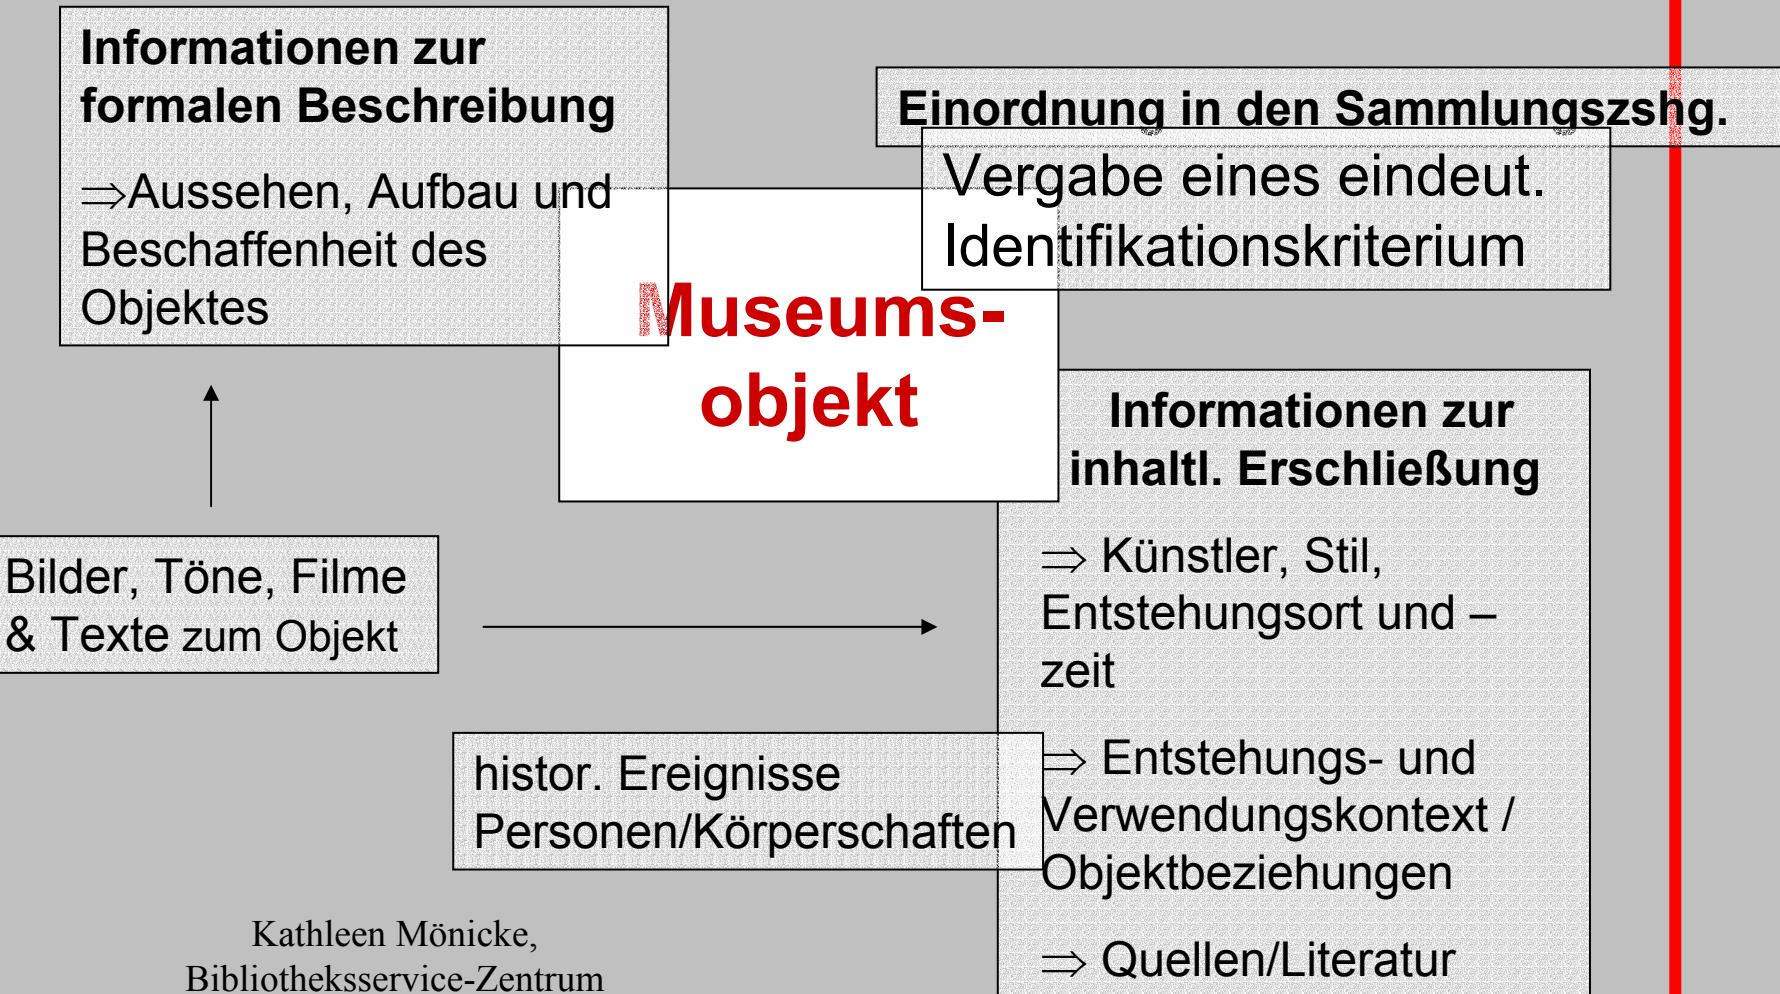 Informationen zur
formalen Beschreibung
⇒Aussehen, Aufbau und
Beschaffenheit des
Objektes
Einordnung in den Sammlungszshg.
Vergabe eines eindeut.
Identifikationskriterium
Museums-
objekt
Informationen zur
inhaltl. Erschließung
⇒ Künstler, Stil,
Entstehungsort und –
zeit
⇒ Entstehungs- und
Verwendungskontext /
Objektbeziehungen
⇒ Quellen/Literatur
Bilder, Töne, Filme
& Texte zum Objekt
histor. Ereignisse
Personen/Körperschaften
Kathleen Mönicke,
Bibliotheksservice-Zentrum